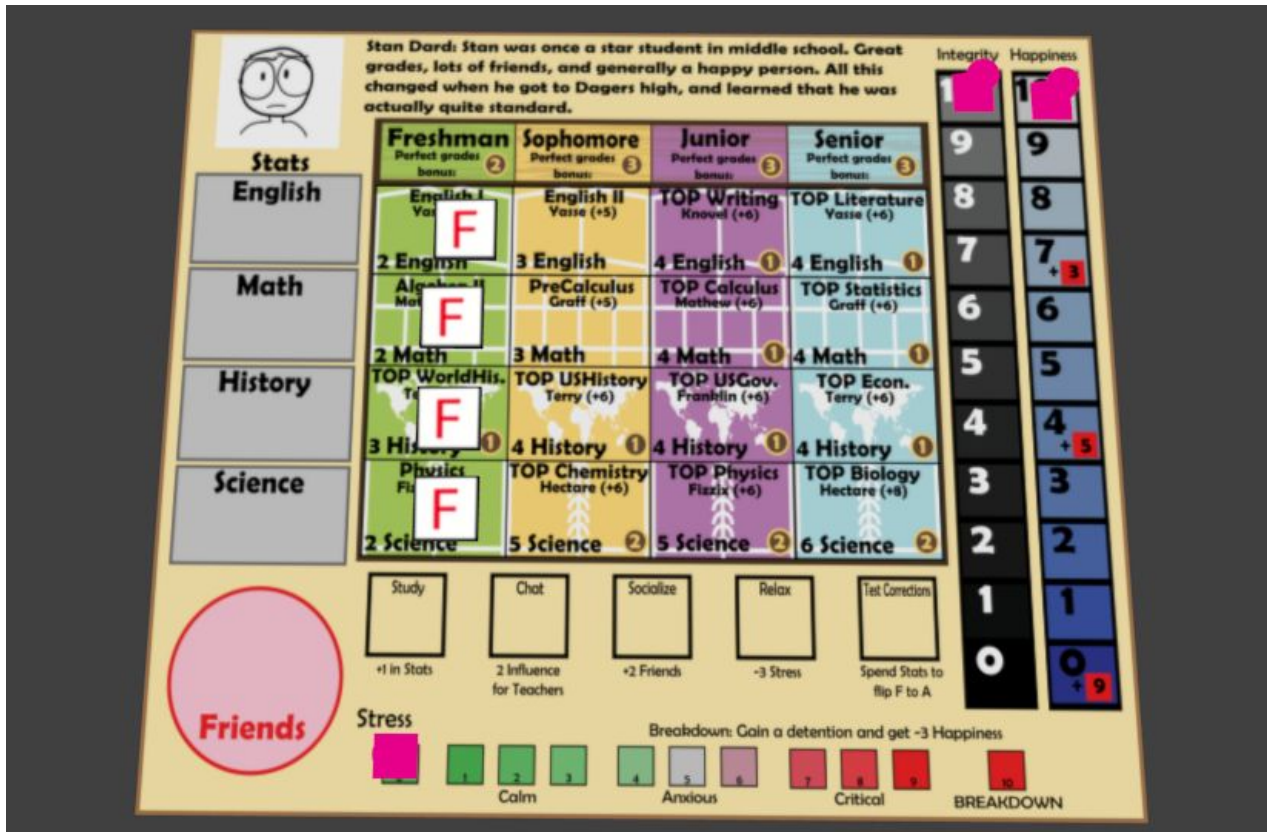 Stan Dard: Stan was once a star student in middle school. Great
grades, lots of friends, and generally a happy person. All this
changed when he got to Dagers high, and learned that he was
actually quite standard.
Integrity Happiness
Stats
English
Math
History
Science
Friends
Freshman Sophomore Junior Senior
Perfect grades bonus: 2
Perfect grades bonus: 3
Perfect grades bonus: 3
Perfect grades bonus: 3
English I
F
2 English
English II
Yasse (+5)
3 English
TOP Writing
Knovel (+6)
4 English 1
TOP Literature
Yasse (+6)
4 English 1
F
2 Math
PreCalculus
Graff (+5)
3 Math
TOP Calculus
Mathew (+6)
4 Math 1
TOP Statistics
Graff (+6)
4 Math 1
TOP WorldHis.
F
3 History 1
TOP USHistory
Terry (+6)
4 History 1
TOP USGov.
Franklin (+6)
4 History 1
TOP Econ.
Terry (+6)
4 History 1
Physics
F
2 Science
TOP Chemistry
Hectare (+6)
5 Science 2
TOP Physics
Fizzix (+6)
5 Science 2
TOP Biology
Hectare (+8)
6 Science 2
9 9
8 8
7 7 + 3
6 6
5 5
4 4 + 5
3 3
2 2
1 1
0 0 + 9
Study
+1 in Stats
Chat
2 Influence
for Teachers
Socialize
+2 Friends
Relax
-3 Stress
Test Corrections
Spend Stats to
flip F to A
Stress
Breakdown: Gain a detention and get -3 Happiness
1 2 3 4 5 6 7 8 9 10
Calm Anxious Critical BREAKDOWN